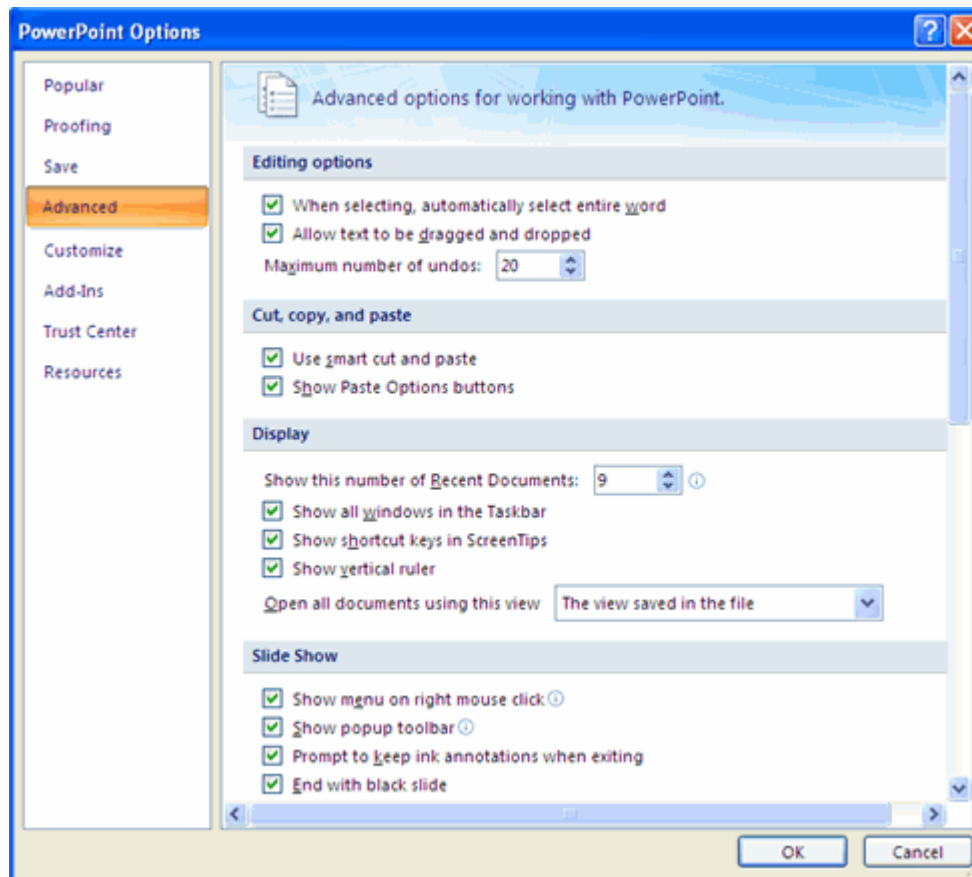 PowerPoint Options
Popular
Proofing
Save
Advanced
Customize
Add-Ins
Trust Center
Resources
Advanced options for working with PowerPoint.
Editing options
When selecting, automatically select entire word
Allow text to be dragged and dropped
Maximum number of undos: 20
Cut, copy, and paste
Use smart cut and paste
Show Paste Options buttons
Display
Show this number of Recent Documents: 9
Show all windows in the Taskbar
Show shortcut keys in ScreenTips
Show vertical ruler
Open all documents using this view The view saved in the file
Slide Show
Show menu on right mouse click
Show popup toolbar
Prompt to keep ink annotations when exiting
End with black slide
OK Cancel